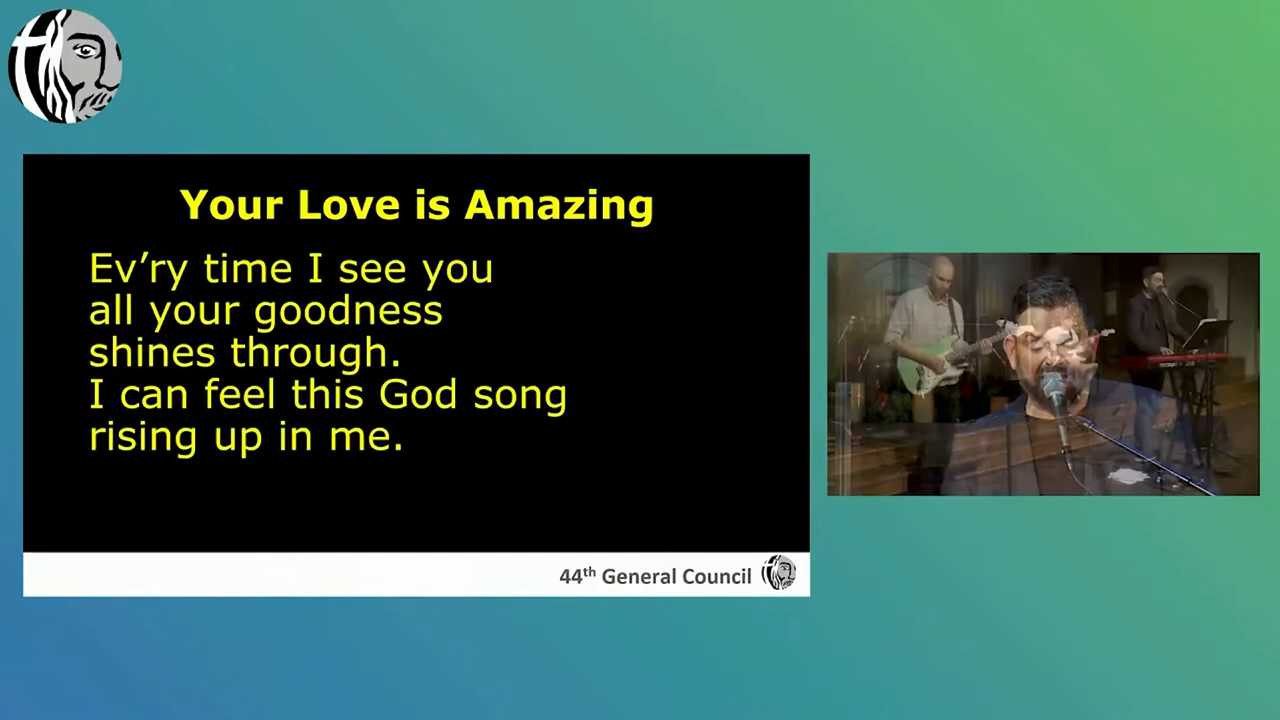 Your Love is Amazing
Ev’ry time I see you
all your goodness
shines through.
I can feel this God song
rising up in me.
44th General Council